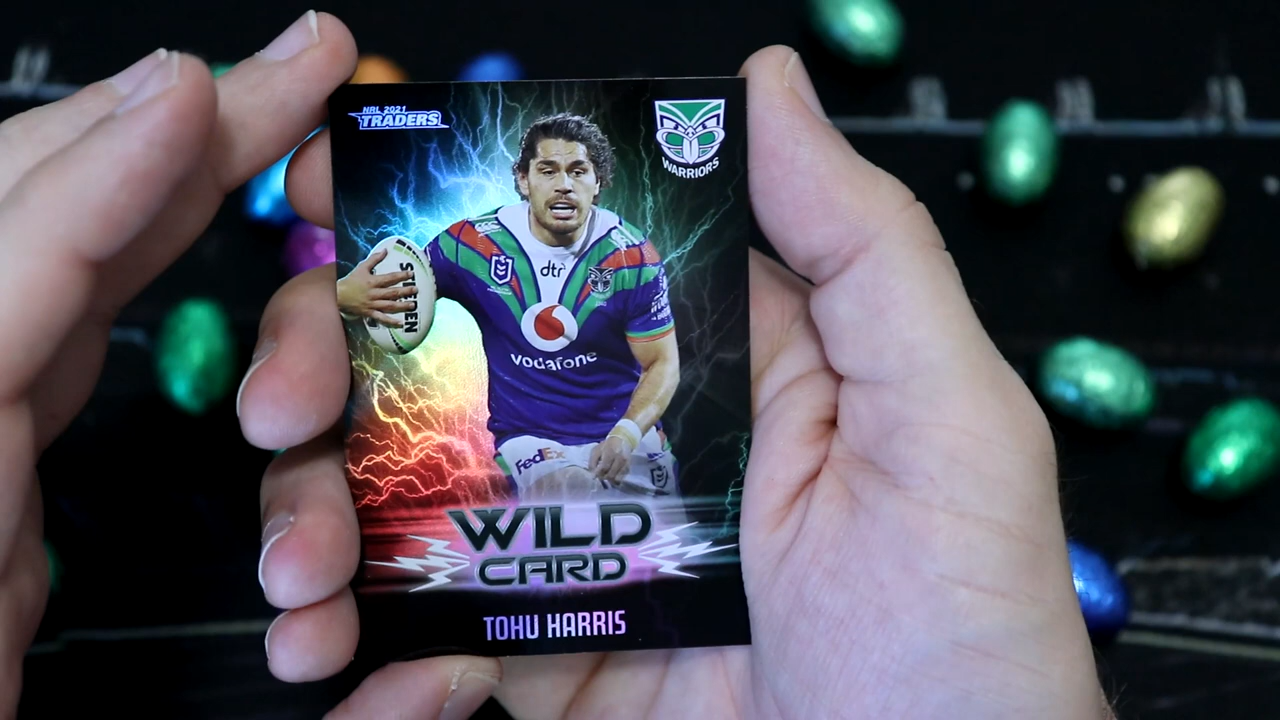 NRL 2021
TRADERS
WARRIORS
STEEDEN
dtr
vodafone
FedEx
WILD
CARD
TOHU HARRIS